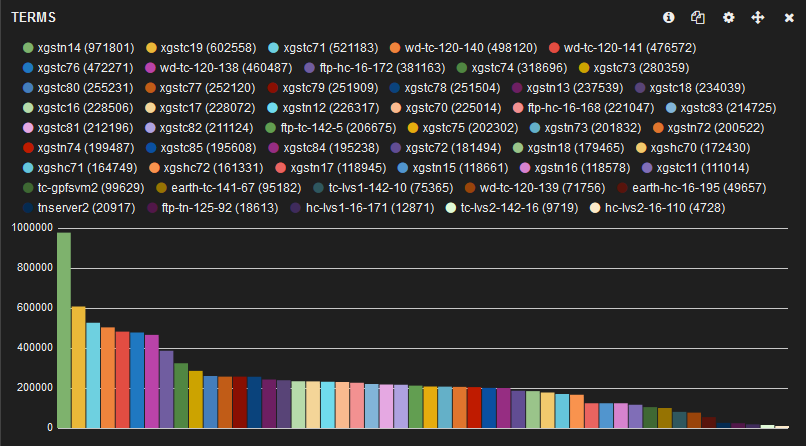 TERMS
xgstn14 (971801) xgstc19 (602558) xgstc71 (521183) wd-tc-120-140 (498120) wd-tc-120-141 (476572)
xgstc76 (472271) wd-tc-120-138 (460487) ftp-hc-16-172 (381163) xgstc74 (318696) xgstc73 (280359)
xgstc80 (255231) xgstc77 (252120) xgstc79 (251909) xgstc78 (251504) xgstn13 (237539) xgstc18 (234039)
xgstc16 (228506) xgstc17 (228072) xgstn12 (226317) xgstc70 (225014) ftp-hc-16-168 (221047) xgstc83 (214725)
xgstc81 (212196) xgstc82 (211124) ftp-tc-142-5 (206675) xgstc75 (202302) xgstn73 (201832) xgstn72 (200522)
xgstn74 (199487) xgstc85 (195608) xgstc84 (195238) xgstc72 (181494) xgstn18 (179465) xgshc70 (172430)
xgshc71 (164749) xgshc72 (161331) xgstn17 (118945) xgstn15 (118661) xgstn16 (118578) xgstc11 (111014)
tc-gpfsvm2 (99629) earth-tc-141-67 (95182) tc-lvs1-142-10 (75365) wd-tc-120-139 (71756) earth-hc-16-195 (49657)
tnserver2 (20917) ftp-tn-125-92 (18613) hc-lvs1-16-171 (12871) tc-lvs2-142-16 (9719) hc-lvs2-16-110 (4728)
1000000
800000
600000
400000
200000
0